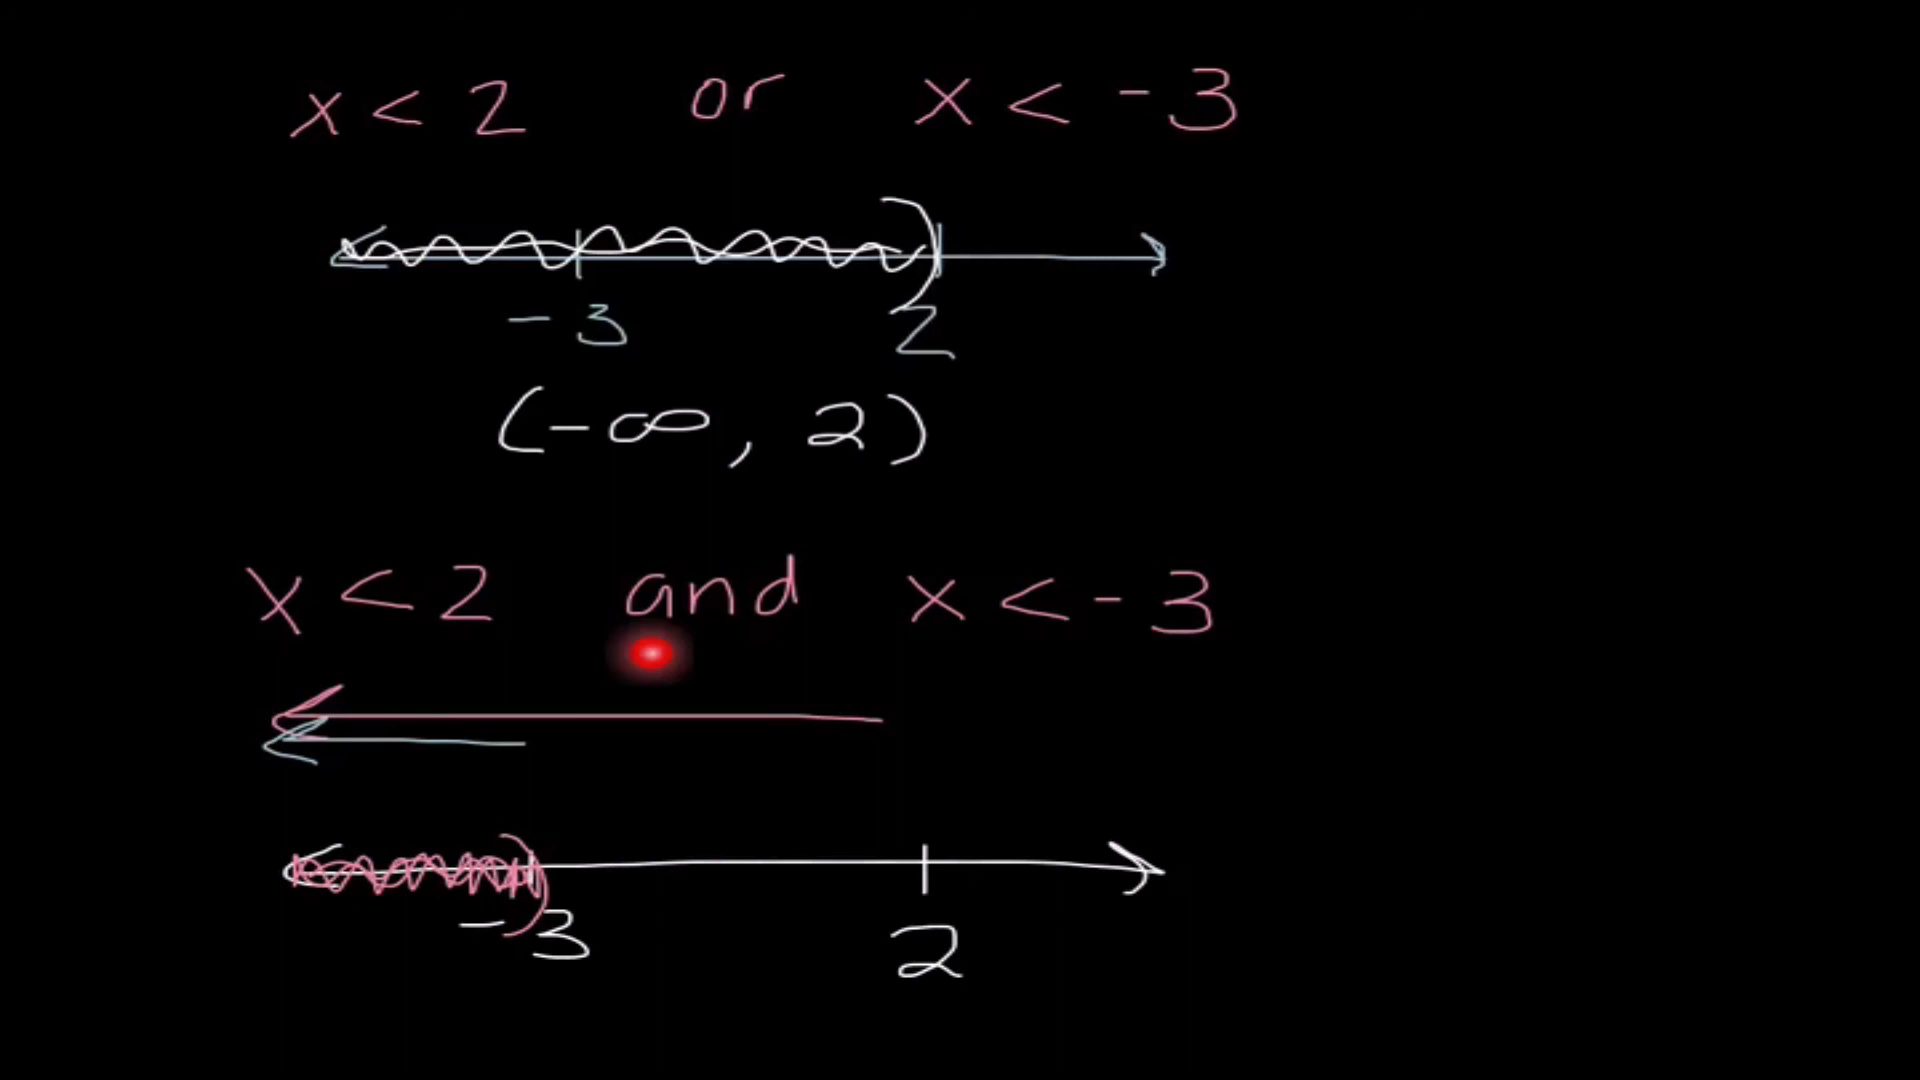 x < 2 or x < -3
-3 2
(-∞, 2)
x < 2 and x < -3
-3 2